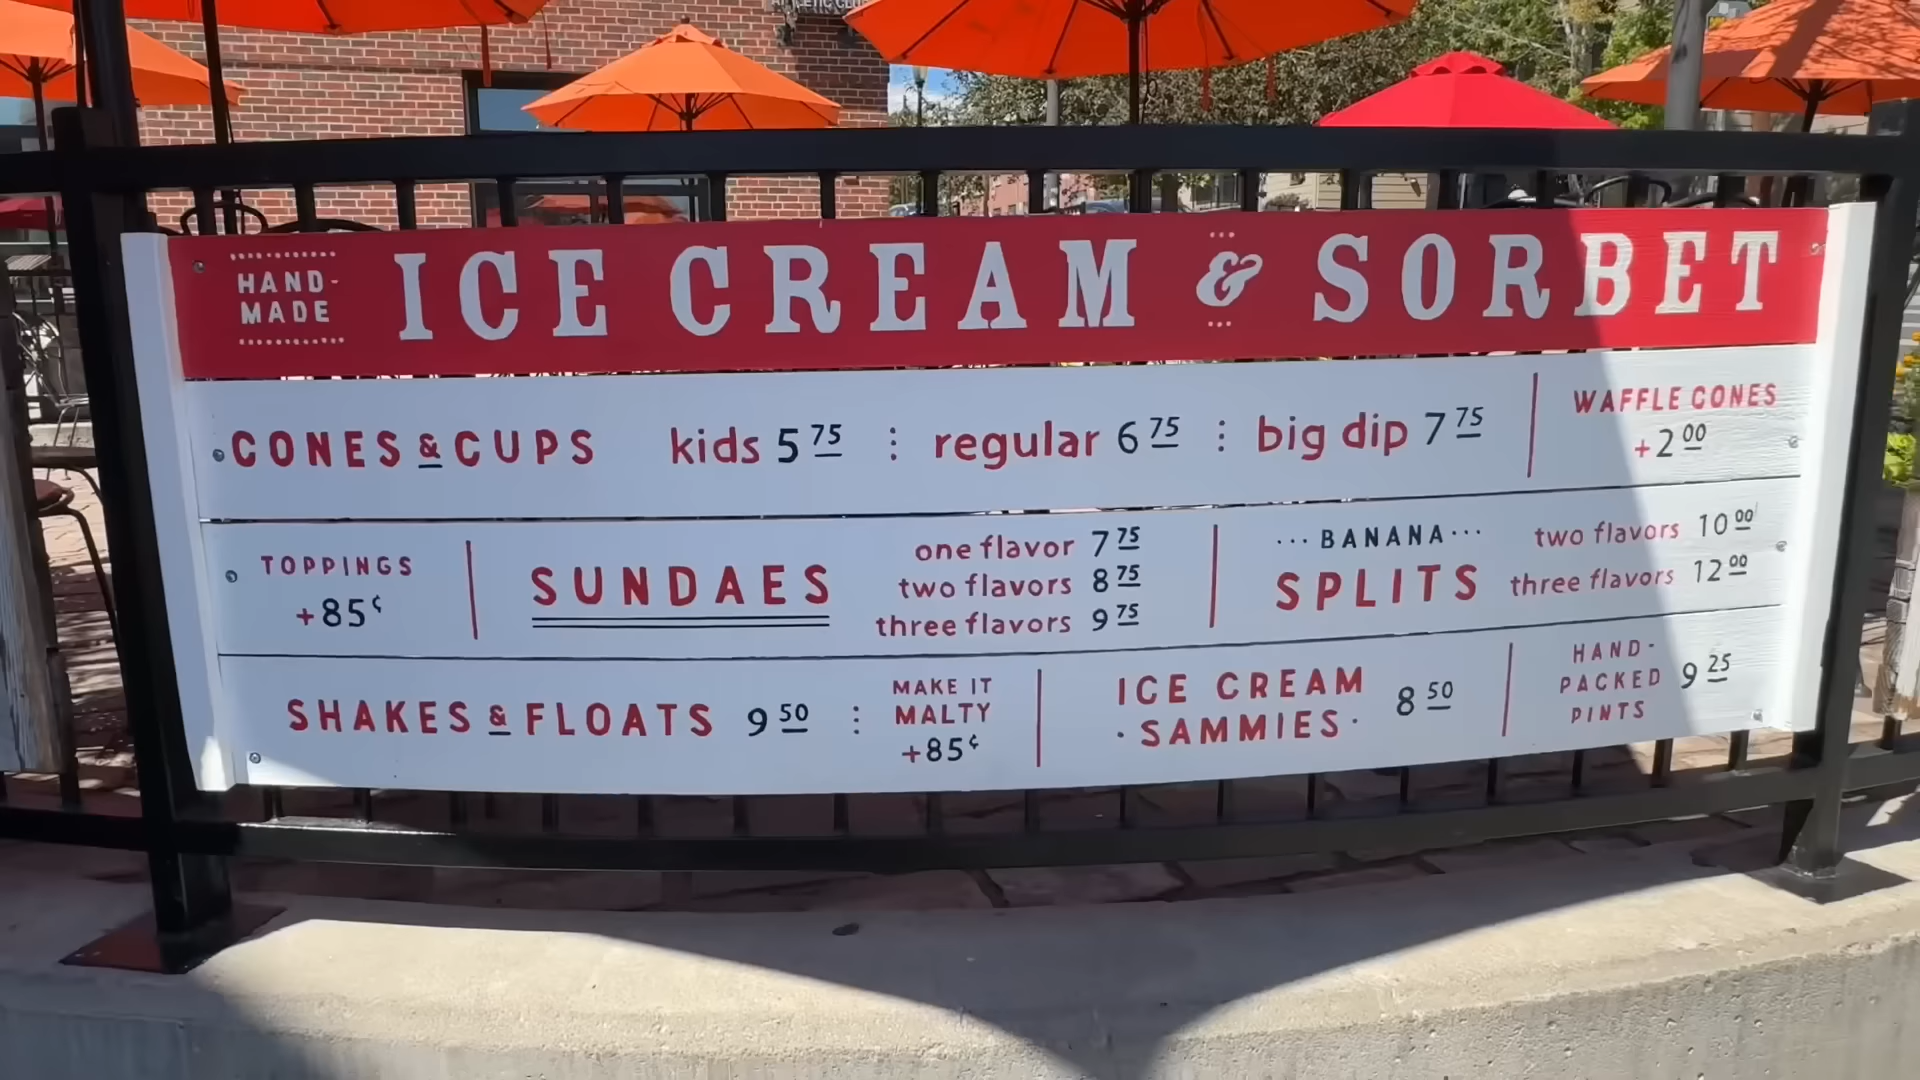 HAND-
MADE
ICE CREAM & SORBET
CONES & CUPS kids 5 75 : regular 6 75 : big dip 7 75
WAFFLE CONES
+2 00
TOPPINGS
+85¢
SUNDAES
one flavor 7 75
two flavors 8 75
three flavors 9 75
··· BANANA ···
SPLITS
two flavors 10 00
three flavors 12 00
SHAKES & FLOATS 9 50 :
MAKE IT
MALTY
+85¢
ICE CREAM
· SAMMIES ·
8 50
HAND-
PACKED
PINTS
9 25